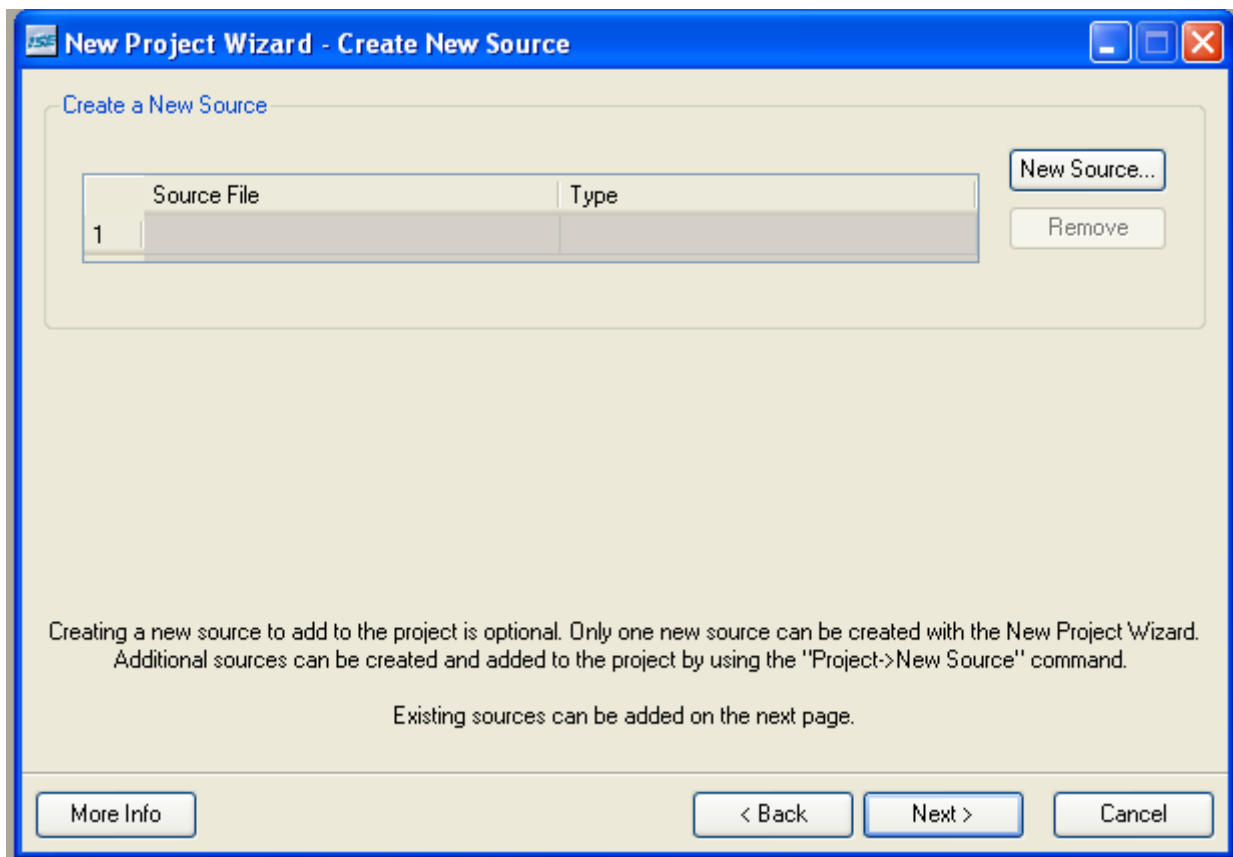 ISE New Project Wizard - Create New Source
Create a New Source
New Source...
Source File Type
1
Remove
Creating a new source to add to the project is optional. Only one new source can be created with the New Project Wizard.
Additional sources can be created and added to the project by using the "Project->New Source" command.
Existing sources can be added on the next page.
More Info < Back Next > Cancel